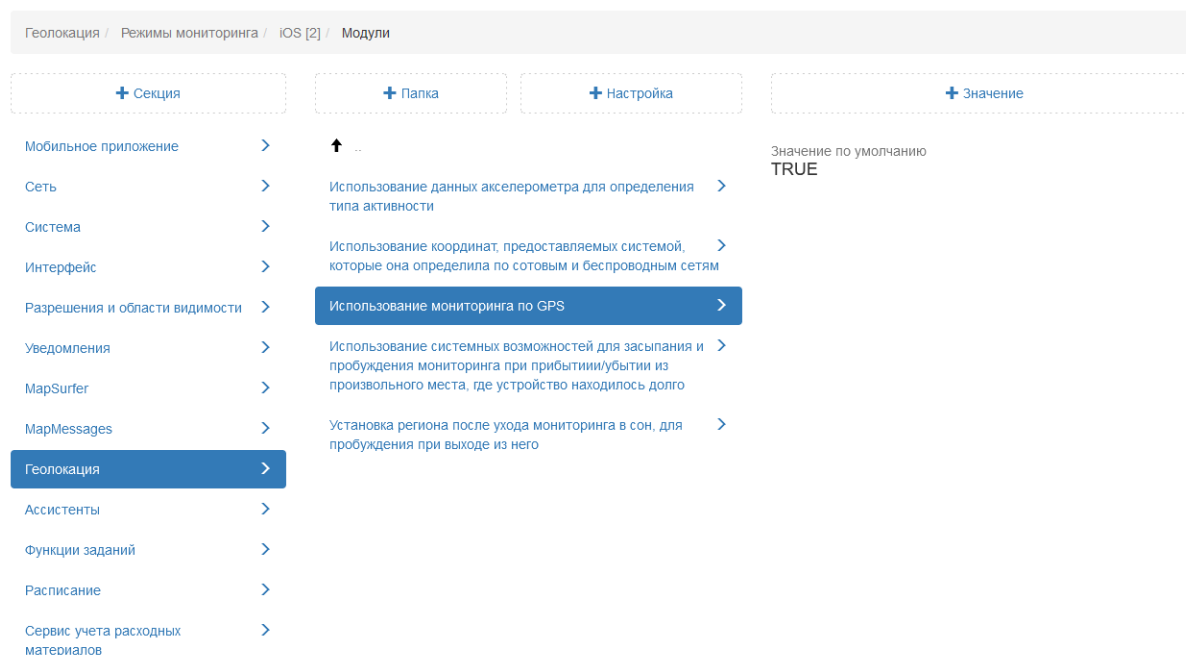 Геолокация / Режимы мониторинга / iOS [2] / Модули
+ Секция
+ Папка
+ Настройка
+ Значение
Мобильное приложение
Сеть
Система
Интерфейс
Разрешения и области видимости
Уведомления
MapSurfer
MapMessages
Геолокация
Ассистенты
Функции заданий
Расписание
Сервис учета расходных
материалов
..
Использование данных акселерометра для определения
типа активности
Использование координат, предоставляемых системой,
которые она определила по сотовым и беспроводным сетям
Использование мониторинга по GPS
Использование системных возможностей для засыпания и
пробуждения мониторинга при прибытиии/убытии из
произвольного места, где устройство находилось долго
Установка региона после ухода мониторинга в сон, для
пробуждения при выходе из него
Значение по умолчанию
TRUE